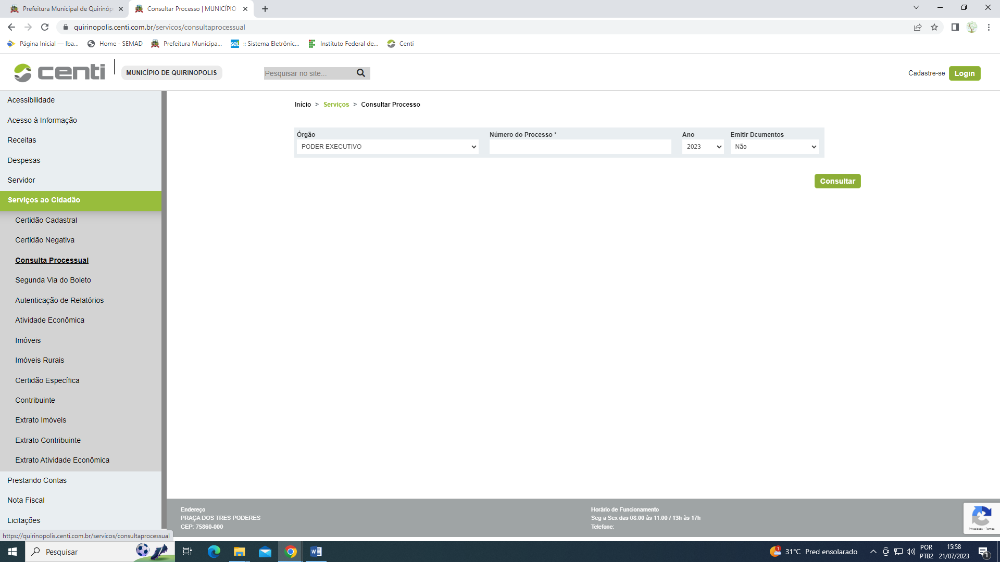 Prefeitura Municipal de Quirinóp
Consultar Processo | MUNICÍPIO
quirinopolis.centi.com.br/servicos/consultaprocessual
Página Inicial — Iba...
Home - SEMAD
Prefeitura Municipa...
sei.
:: Sistema Eletrônic...
Instituto Federal de...
Centi
centi
MUNICÍPIO DE QUIRINOPOLIS
Pesquisar no site...
Cadastre-se
Login
Acessibilidade
Acesso à Informação
Receitas
Despesas
Servidor
Serviços ao Cidadão
Certidão Cadastral
Certidão Negativa
Consulta Processual
Segunda Via do Boleto
Autenticação de Relatórios
Atividade Econômica
Imóveis
Imóveis Rurais
Certidão Específica
Contribuinte
Extrato Imóveis
Extrato Contribuinte
Extrato Atividade Econômica
Prestando Contas
Nota Fiscal
Licitações
Início > Serviços > Consultar Processo
Órgão
PODER EXECUTIVO
Número do Processo *
Ano
2023
Emitir Dcumentos
Não
Consultar
Endereço
PRAÇA DOS TRES PODERES
CEP: 75860-000
Horário de Funcionamento
Seg a Sex das 08:00 às 11:00 / 13h às 17h
Telefone:
Privacidade - Termos
https://quirinopolis.centi.com.br/servicos/consultaprocessual
Pesquisar
1
31°C Pred ensolarado
POR
PTB2
15:58
21/07/2023
1